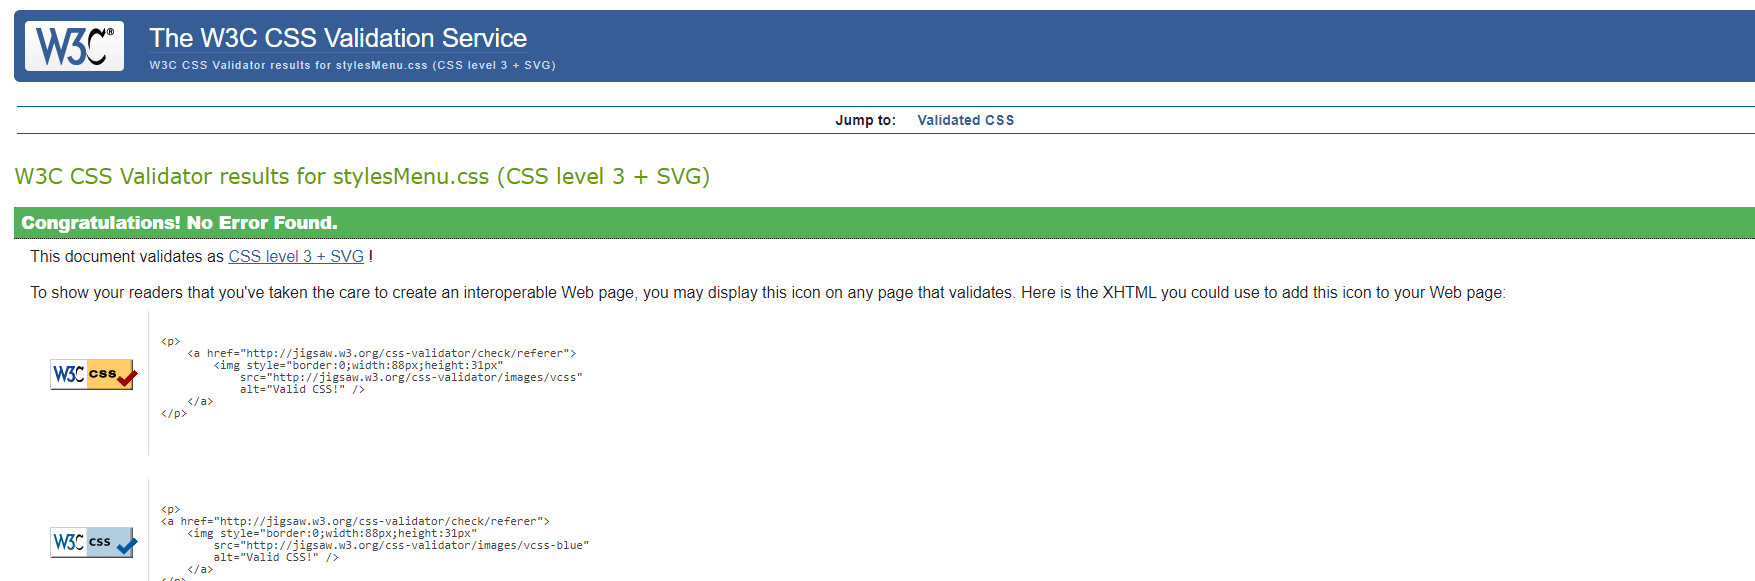 W3C®
The W3C CSS Validation Service
W3C CSS Validator results for stylesMenu.css (CSS level 3 + SVG)
Jump to: Validated CSS
W3C CSS Validator results for stylesMenu.css (CSS level 3 + SVG)
Congratulations! No Error Found.
This document validates as CSS level 3 + SVG !
To show your readers that you've taken the care to create an interoperable Web page, you may display this icon on any page that validates. Here is the XHTML you could use to add this icon to your Web page:
W3C css
<p>
<a href="http://jigsaw.w3.org/css-validator/check/referer">
<img style="border:0;width:88px;height:31px"
src="http://jigsaw.w3.org/css-validator/images/vcss"
alt="Valid CSS!" />
</a>
</p>
W3C css
<p>
<a href="http://jigsaw.w3.org/css-validator/check/referer">
<img style="border:0;width:88px;height:31px"
src="http://jigsaw.w3.org/css-validator/images/vcss-blue"
alt="Valid CSS!" />
</a>